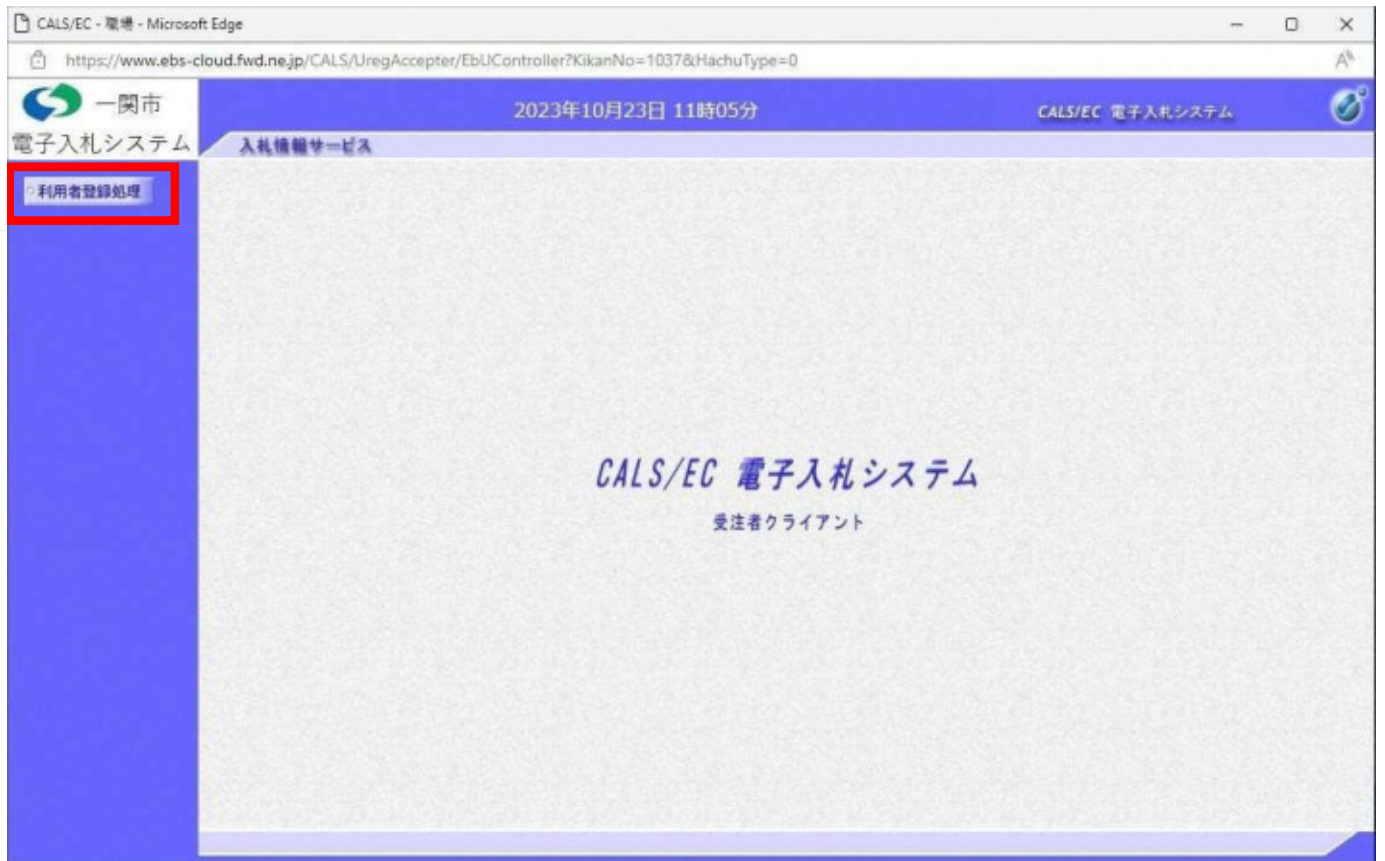 CALS/EC - 職場 - Microsoft Edge
https://www.ebs-cloud.fwd.ne.jp/CALS/UregAccepter/EbUController?KikanNo=1037&HachuType=0
一関市
電子入札システム
2023年10月23日 11時05分
CALS/EC 電子入札システム
入札情報サービス
利用者登録処理
CALS/EC 電子入札システム
受注者クライアント